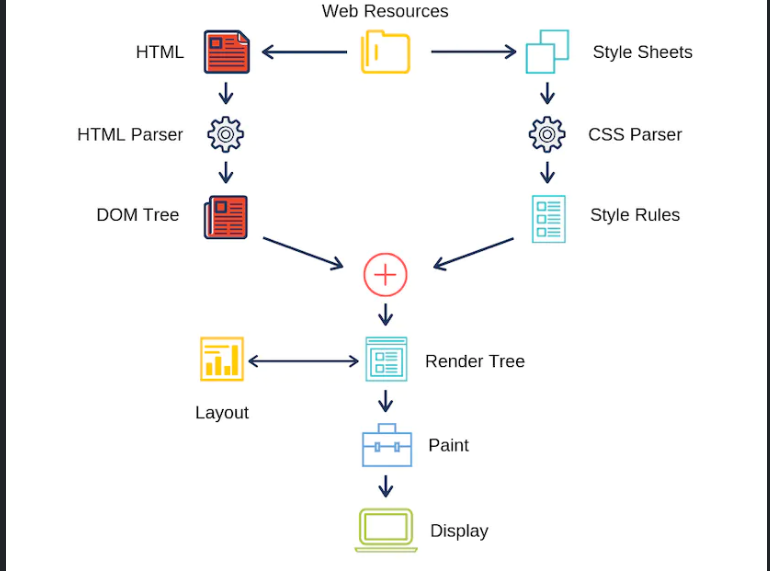 Web Resources
HTML
Style Sheets
HTML Parser
CSS Parser
DOM Tree
Style Rules
Render Tree
Layout
Paint
Display